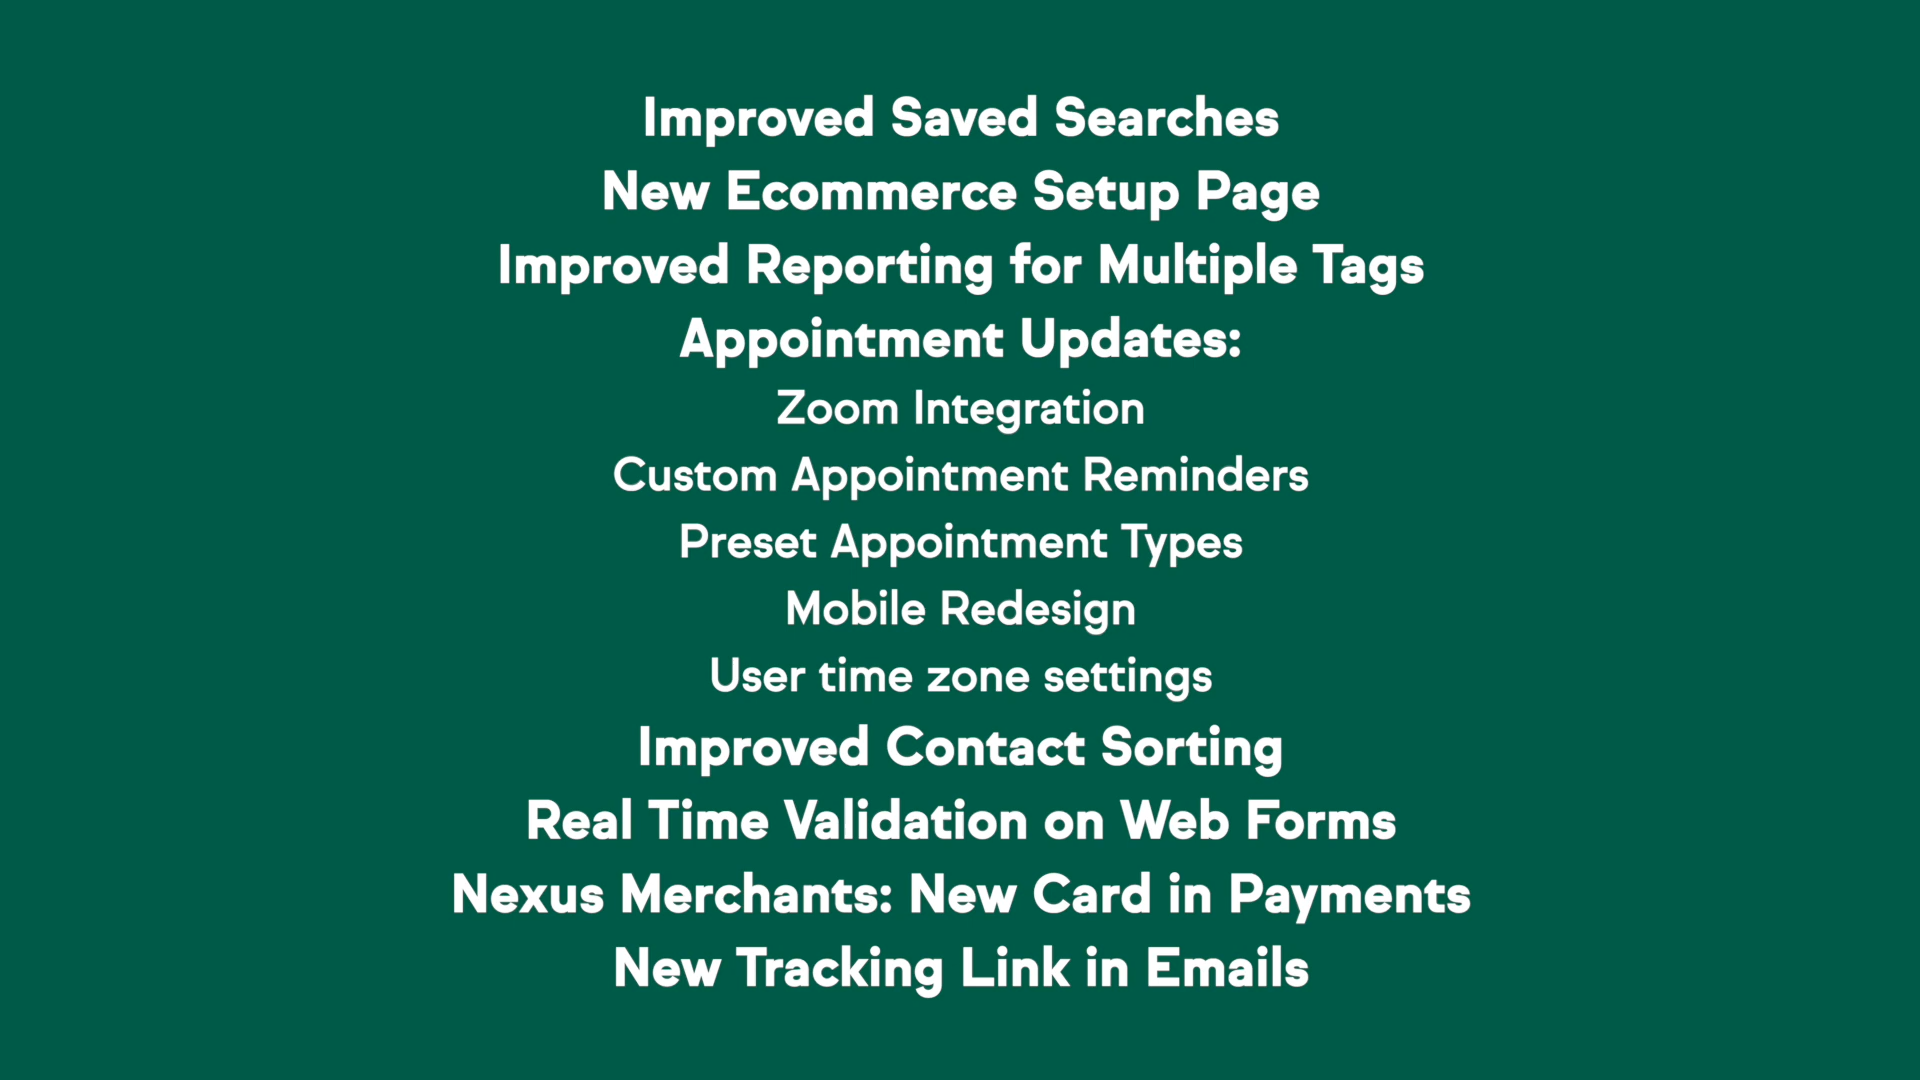 Improved Saved Searches
New Ecommerce Setup Page
Improved Reporting for Multiple Tags
Appointment Updates:
Zoom Integration
Custom Appointment Reminders
Preset Appointment Types
Mobile Redesign
User time zone settings
Improved Contact Sorting
Real Time Validation on Web Forms
Nexus Merchants: New Card in Payments
New Tracking Link in Emails